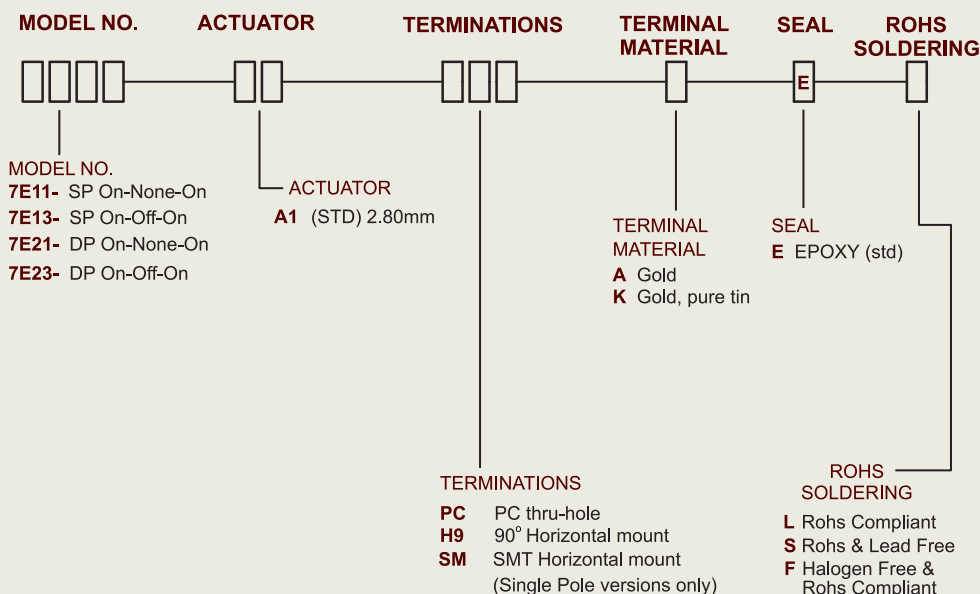 MODEL NO. ACTUATOR TERMINATIONS TERMINAL MATERIAL SEAL ROHS SOLDERING
E
MODEL NO.
7E11- SP On-None-On
7E13- SP On-Off-On
7E21- DP On-None-On
7E23- DP On-Off-On
ACTUATOR
A1 (STD) 2.80mm
TERMINAL
MATERIAL
A Gold
K Gold, pure tin
SEAL
E EPOXY (std)
TERMINATIONS
PC PC thru-hole
H9 90° Horizontal mount
SM SMT Horizontal mount
(Single Pole versions only)
ROHS
SOLDERING
L Rohs Compliant
S Rohs & Lead Free
F Halogen Free &
Rohs Compliant